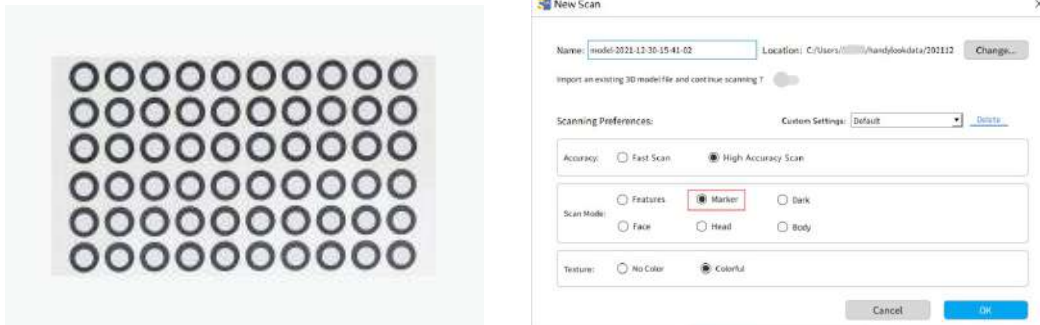 New Scan
Name: model-2021-12-30-15-41-02
Location: C:/Users/ /handylookdata/202112
Change...
Import an existing 3D model file and continue scanning ?
Scanning Preferences:
Custom Settings: Default
Delete
Accuracy:
Fast Scan
High Accuracy Scan
Scan Mode:
Features
Marker
Dark
Face
Head
Body
Texture:
No Color
Colorful
Cancel
OK